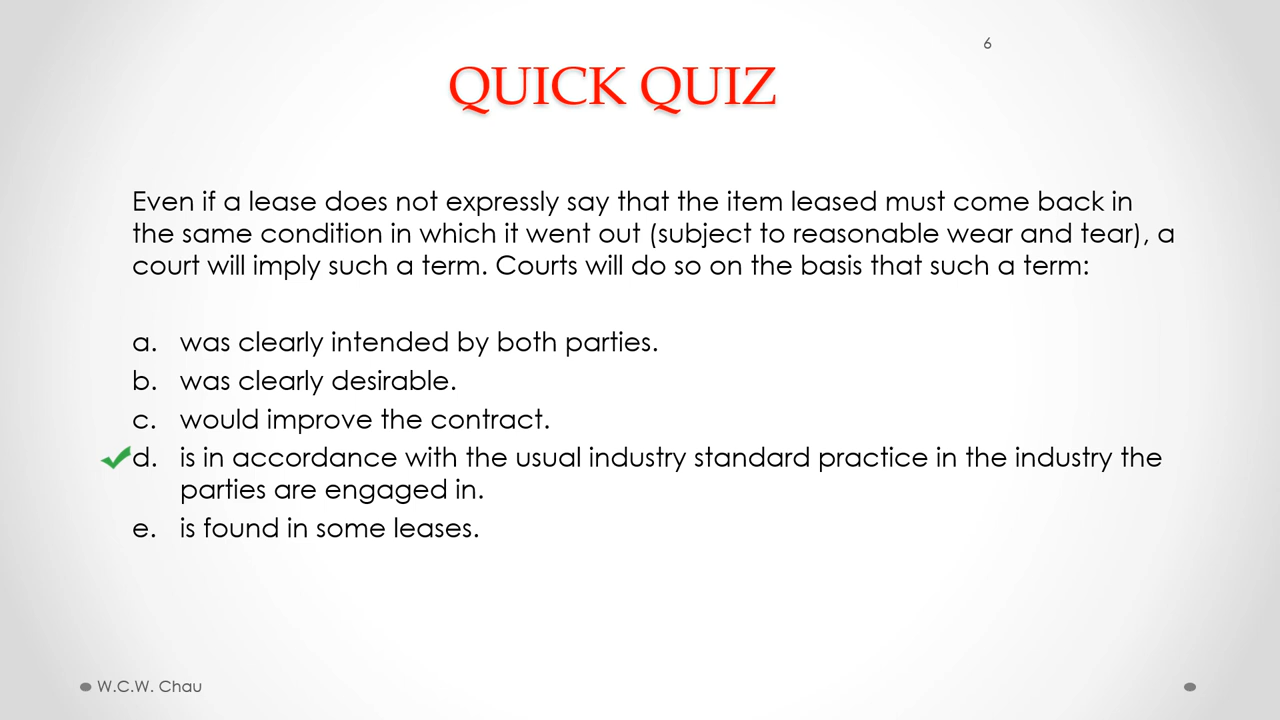 6
QUICK QUIZ
Even if a lease does not expressly say that the item leased must come back in
the same condition in which it went out (subject to reasonable wear and tear), a
court will imply such a term. Courts will do so on the basis that such a term:
a. was clearly intended by both parties.
b. was clearly desirable.
c. would improve the contract.
d. is in accordance with the usual industry standard practice in the industry the
parties are engaged in.
e. is found in some leases.
W.C.W. Chau